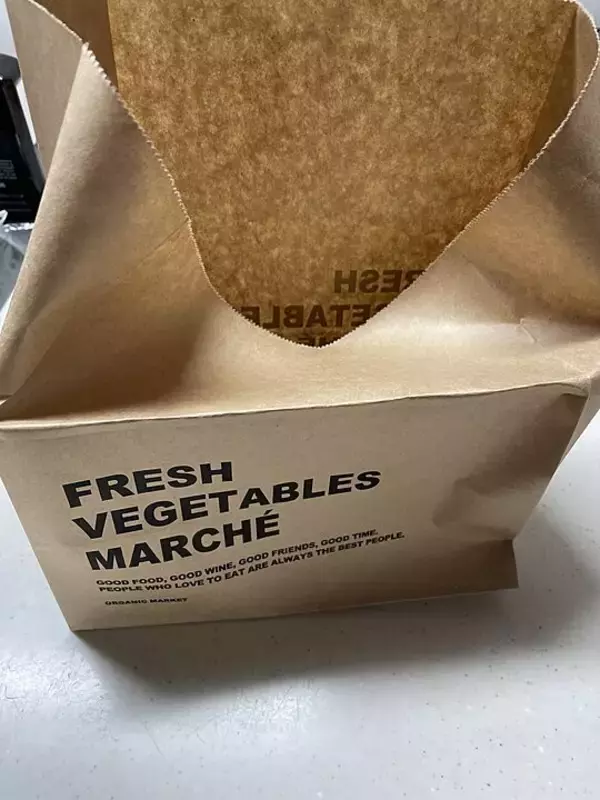 FRESH
VEGETABLES
MARCHÉ
GOOD FOOD, GOOD WINE, GOOD FRIENDS, GOOD TIME.
PEOPLE WHO LOVE TO EAT ARE ALWAYS THE BEST PEOPLE.
ORGANIC MARKET